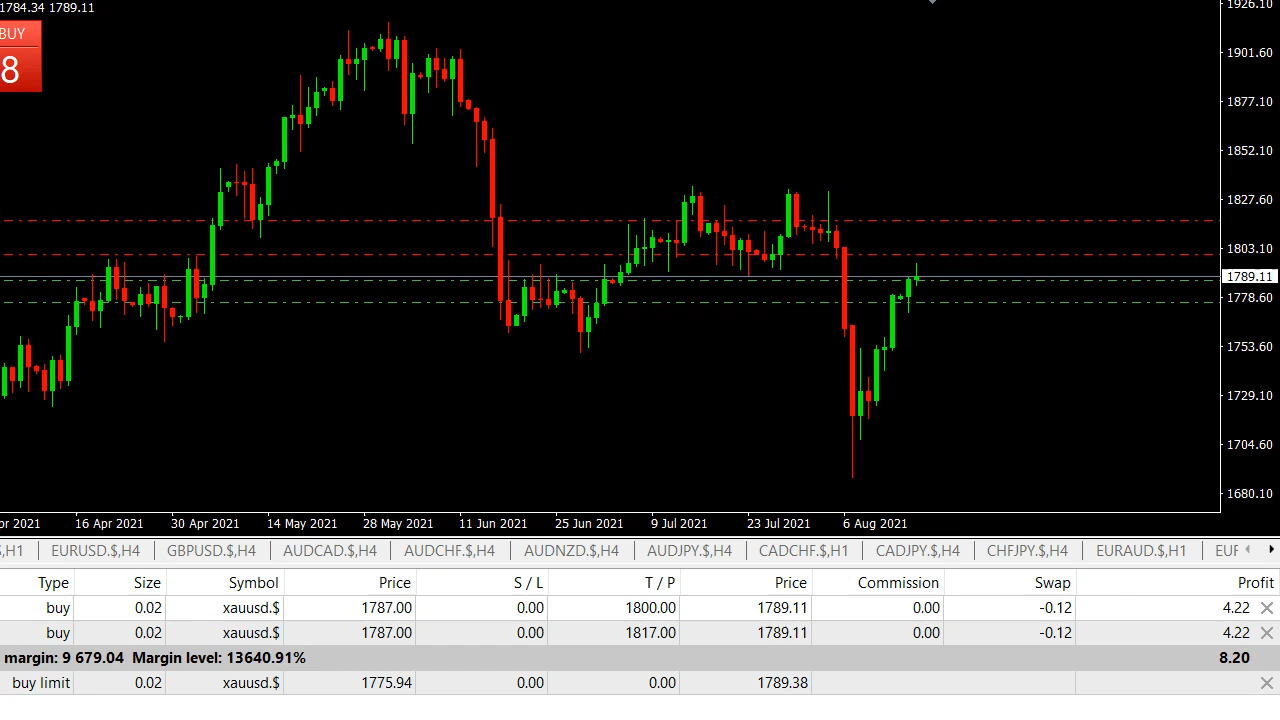 1784.34 1789.11
BUY
8
1926.10
1901.60
1877.10
1852.10
1827.60
1803.10
1789.11
1778.60
1753.60
1729.10
1704.60
1680.10
pr 2021 16 Apr 2021 30 Apr 2021 14 May 2021 28 May 2021 11 Jun 2021 25 Jun 2021 9 Jul 2021 23 Jul 2021 6 Aug 2021
$,H1 EURUSD.$,H4 GBPUSD.$,H4 AUDCAD.$,H4 AUDCHF.$,H4 AUDNZD.$,H4 AUDJPY.$,H4 CADCHF.$,H1 CADJPY.$,H4 CHFJPY.$,H4 EURAUD.$,H1 EUF
Type Size Symbol Price S / L T / P Price Commission Swap Profit
buy 0.02 xauusd.$ 1787.00 0.00 1800.00 1789.11 0.00 -0.12 4.22
buy 0.02 xauusd.$ 1787.00 0.00 1817.00 1789.11 0.00 -0.12 4.22
margin: 9 679.04 Margin level: 13640.91% 8.20
buy limit 0.02 xauusd.$ 1775.94 0.00 0.00 1789.38